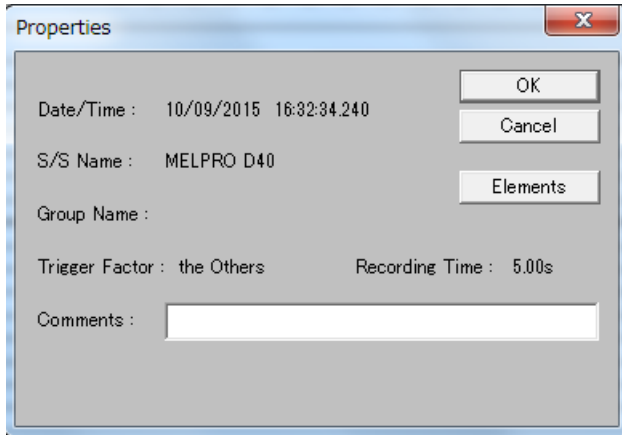 Properties
OK
Date/Time : 10/09/2015 16:32:34.240
Cancel
S/S Name : MELPRO D40
Elements
Group Name :
Trigger Factor : the Others Recording Time : 5.00s
Comments :